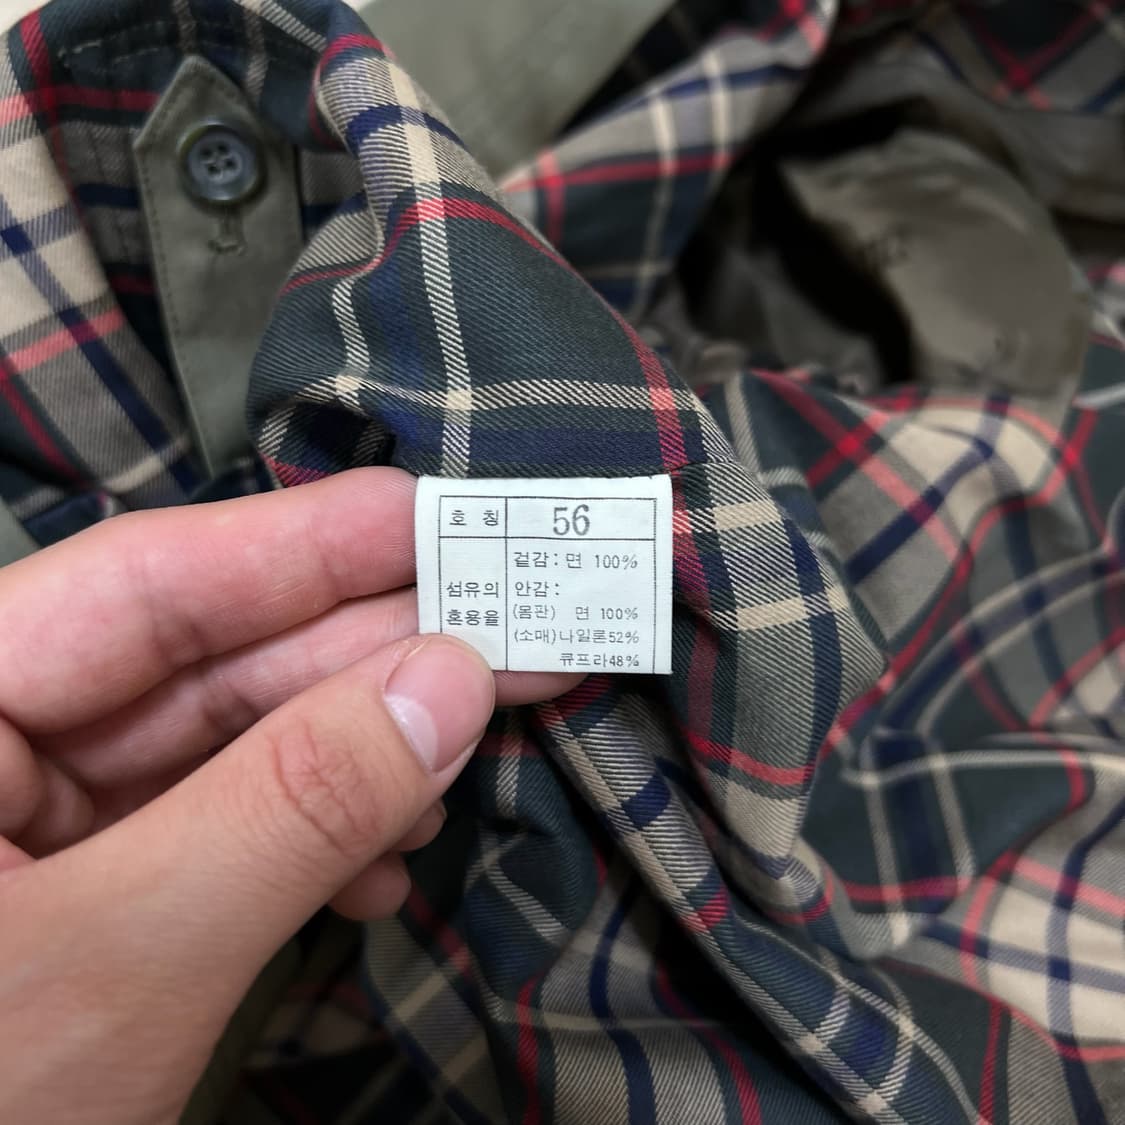 호 칭 56
겉감 : 면 100%
섬유의 안감 :
혼용율 (몸판) 면 100%
(소매) 나일론52%
큐프라48%